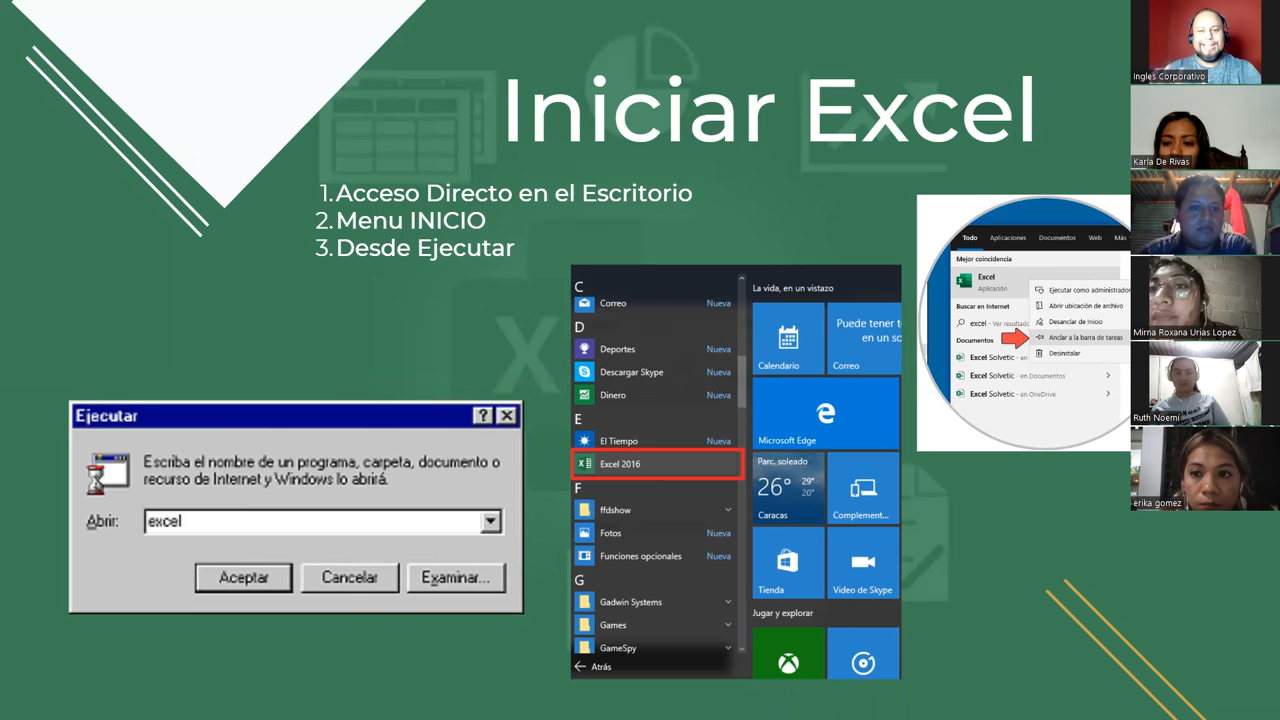 Iniciar Excel
1. Acceso Directo en el Escritorio
2. Menu INICIO
3. Desde Ejecutar
Ejecutar
Escriba el nombre de un programa, carpeta, documento o
recurso de Internet y Windows lo abrirá.
Abrir:
excel
Aceptar
Cancelar
Examinar...
C
Correo
Nueva
D
Deportes
Nueva
Descargar Skype
Nueva
Dinero
Nueva
E
El Tiempo
Nueva
Excel 2016
F
ffdshow
Fotos
Nueva
Funciones opcionales
Nueva
G
Gadwin Systems
Games
GameSpy
Atrás
La vida, en un vistazo
Calendario
Puede tener t
en un so
Correo
Microsoft Edge
Parc. soleado
26° 29°
20°
Caracas
Complement...
Tienda
Vídeo de Skype
Jugar y explorar
Todo Aplicaciones Documentos Web Más
Mejor coincidencia
Excel
Aplicación
Buscar en Internet
excel - Ver resultado
Documentos
Excel Solvetic - en
Excel Solvetic - en Documentos
Excel Solvetic - en OneDrive
Ejecutar como administrador
Abrir ubicación de archivo
Desanclar de Inicio
Anclar a la barra de tareas
Desinstalar
Ingles Corporativo
Karla De Rivas
Mirna Roxana Urias Lopez
Ruth Noemí
erika gomez